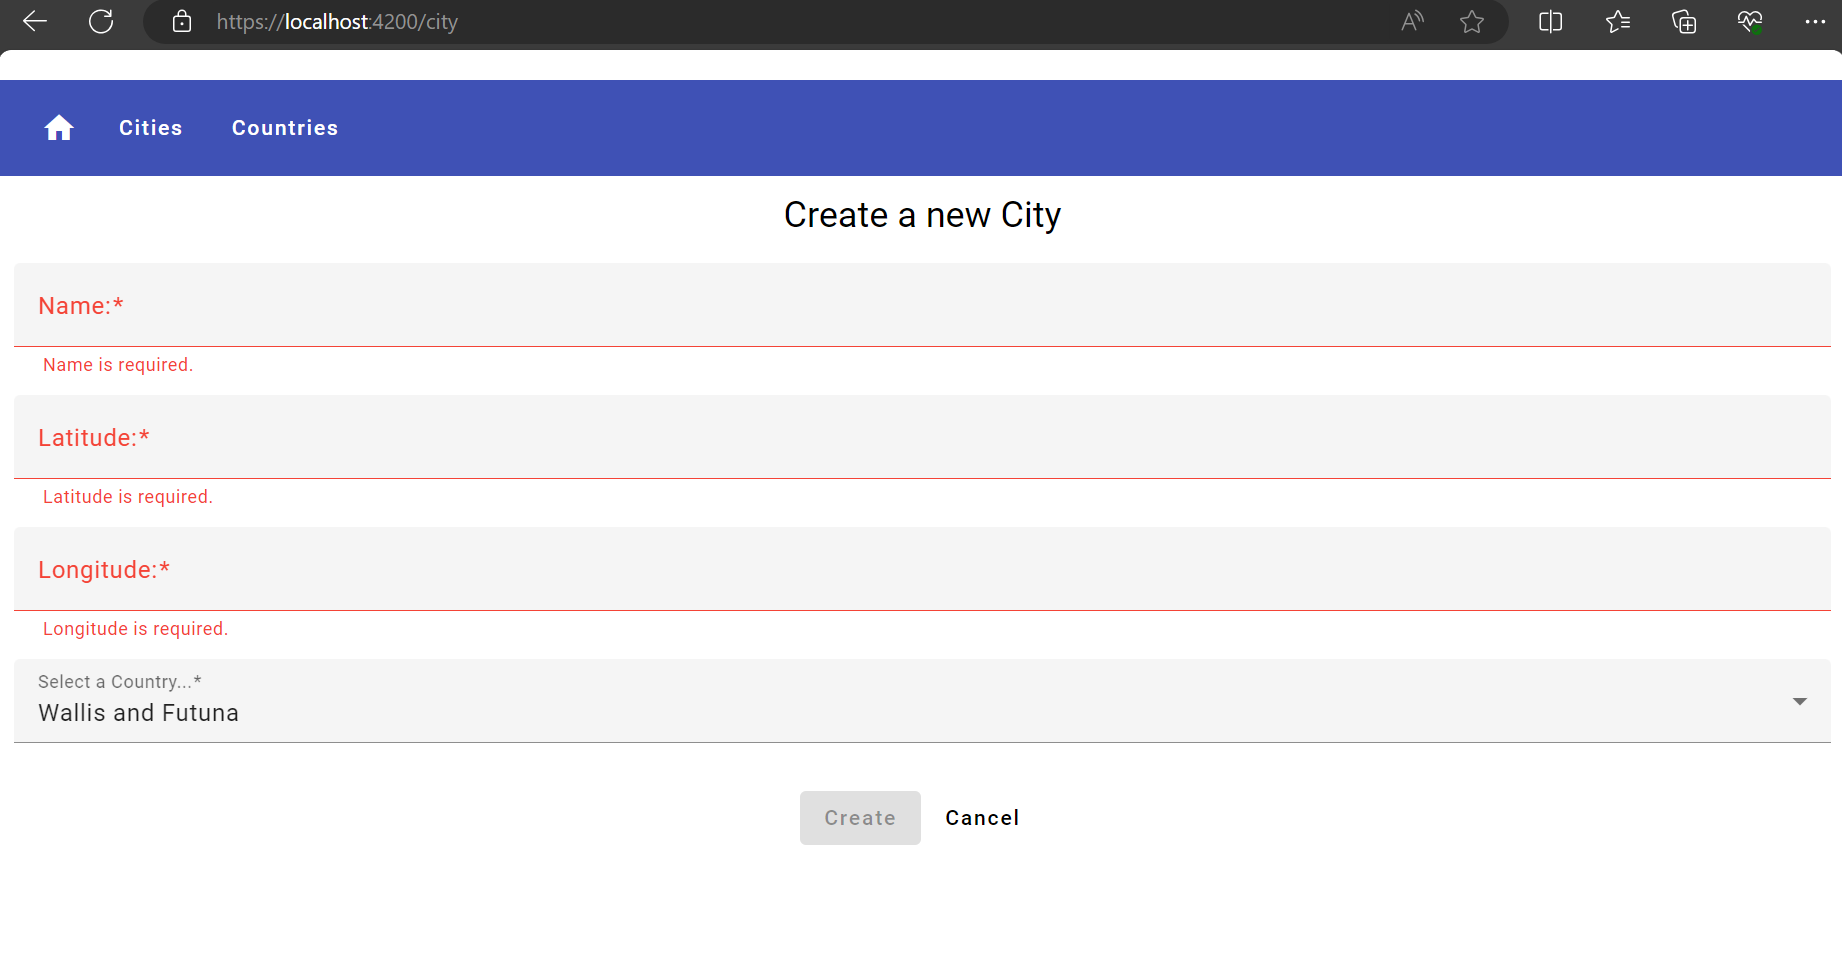 https://localhost:4200/city
Cities Countries
Create a new City
Name:*
Name is required.
Latitude:*
Latitude is required.
Longitude:*
Longitude is required.
Select a Country...*
Wallis and Futuna
Create Cancel